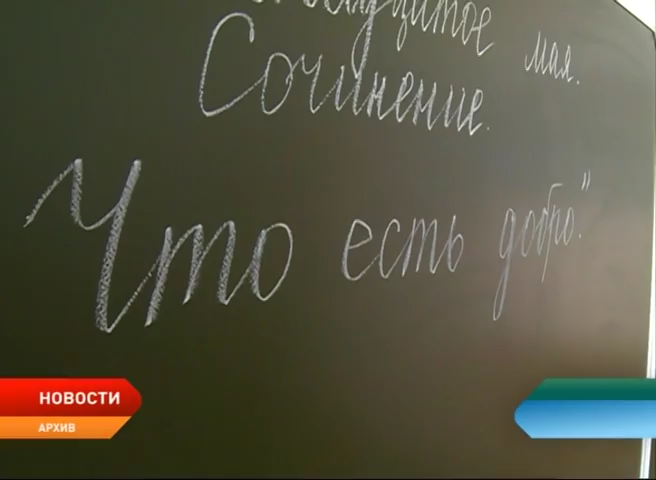 мая.
Сочинение.
Что есть добро."
НОВОСТИ
АРХИВ